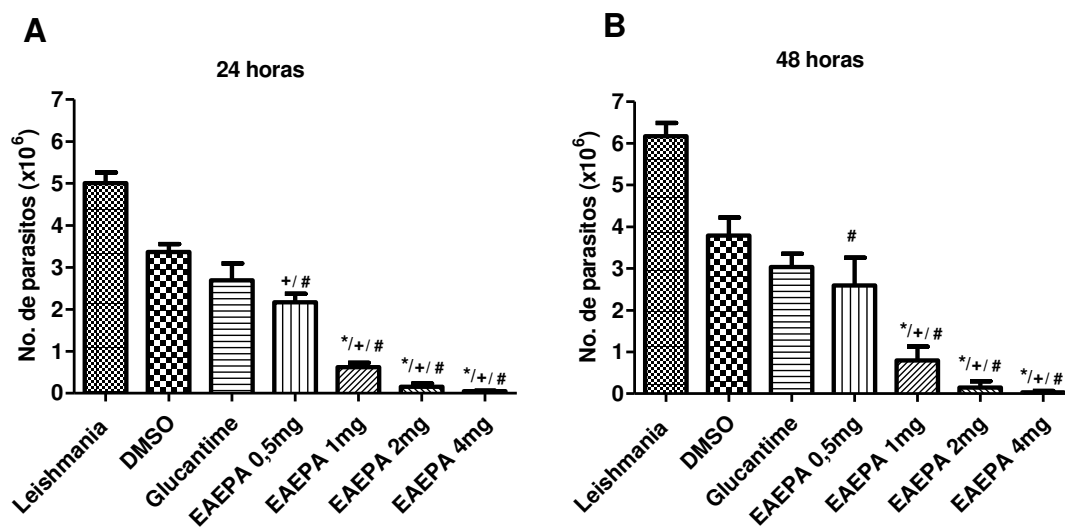 A
24 horas
No. de parasitos (x10⁶)
7
6
5
4
3
2
1
0
+/#
*/+/#
*/+/#
*/+/#
Leishmania
DMSO
Glucantime
EAEPA 0,5mg
EAEPA 1mg
EAEPA 2mg
EAEPA 4mg
B
48 horas
No. de parasitos (x10⁶)
7
6
5
4
3
2
1
0
#
*/+/#
*/+/#
*/+/#
Leishmania
DMSO
Glucantime
EAEPA 0,5mg
EAEPA 1mg
EAEPA 2mg
EAEPA 4mg